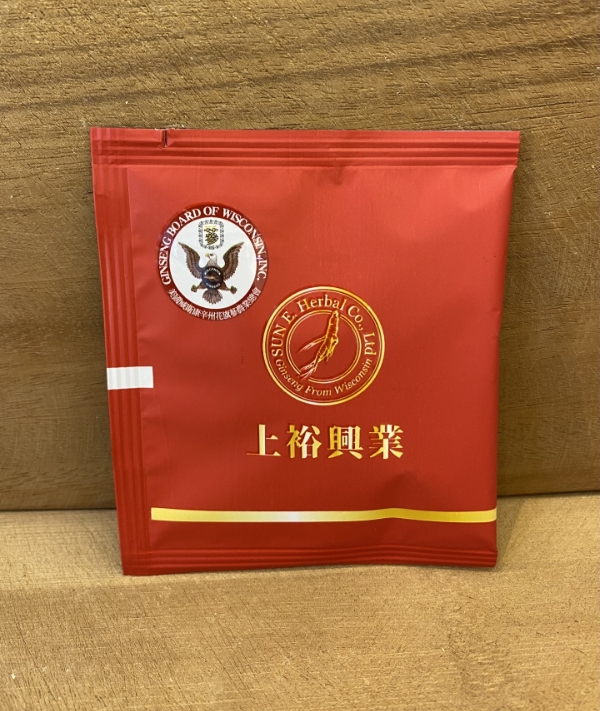 GINSENG BOARD OF WISCONSIN, INC.
SUN E. Herbal Co., Ltd
Ginseng From Wisconsin
上裕興業